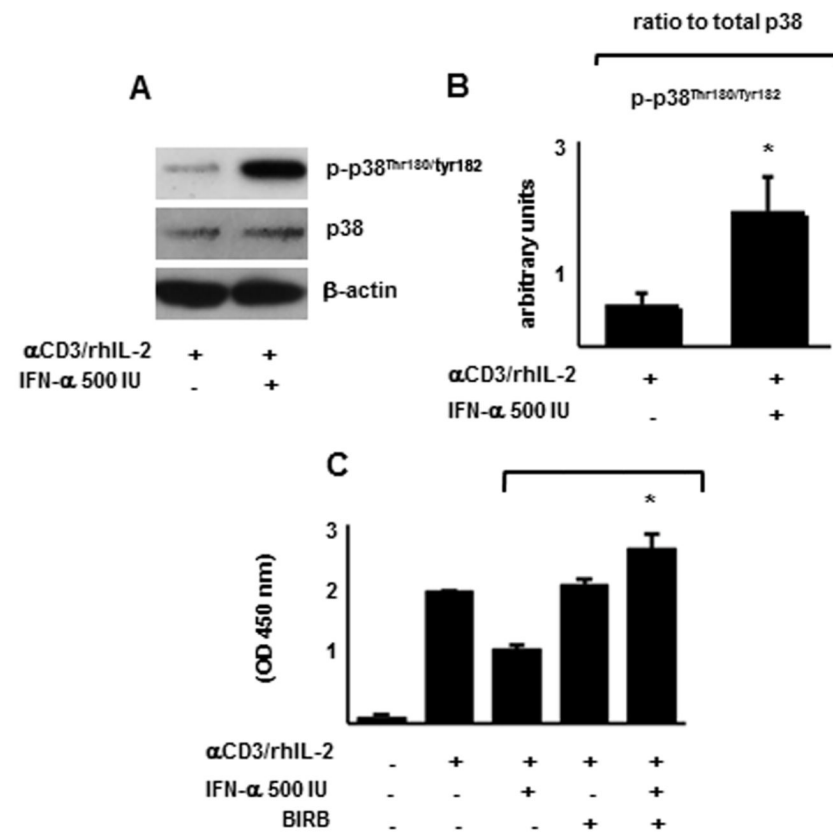 A
p-p38Thr180/tyr182
p38
β-actin
αCD3/rhIL-2 + +
IFN-α 500 IU - +
ratio to total p38
B
p-p38Thr180/Tyr182
3
*
1
arbitrary units
αCD3/rhIL-2 + +
IFN-α 500 IU - +
C
*
3
2
1
(OD 450 nm)
αCD3/rhIL-2 - + + + +
IFN-α 500 IU - - + - +
BIRB - - - + +